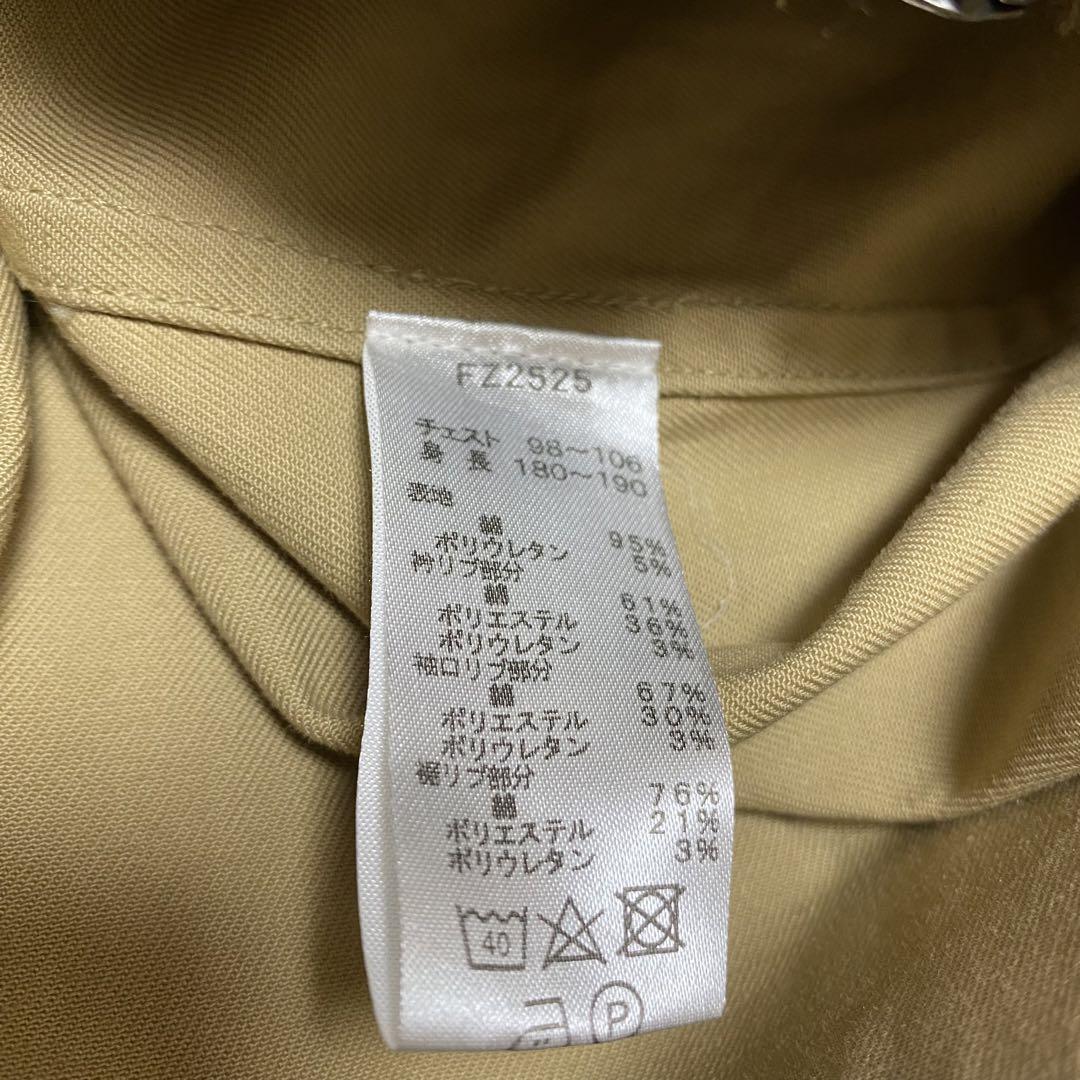 FZ2525
チェスト 98～106
身長 180～190
表地
綿 95%
ポリウレタン 5%
衿リブ部分
綿 61%
ポリエステル 36%
ポリウレタン 3%
袖口リブ部分
綿 67%
ポリエステル 30%
ポリウレタン 3%
裾リブ部分
綿 76%
ポリエステル 21%
ポリウレタン 3%
40
P